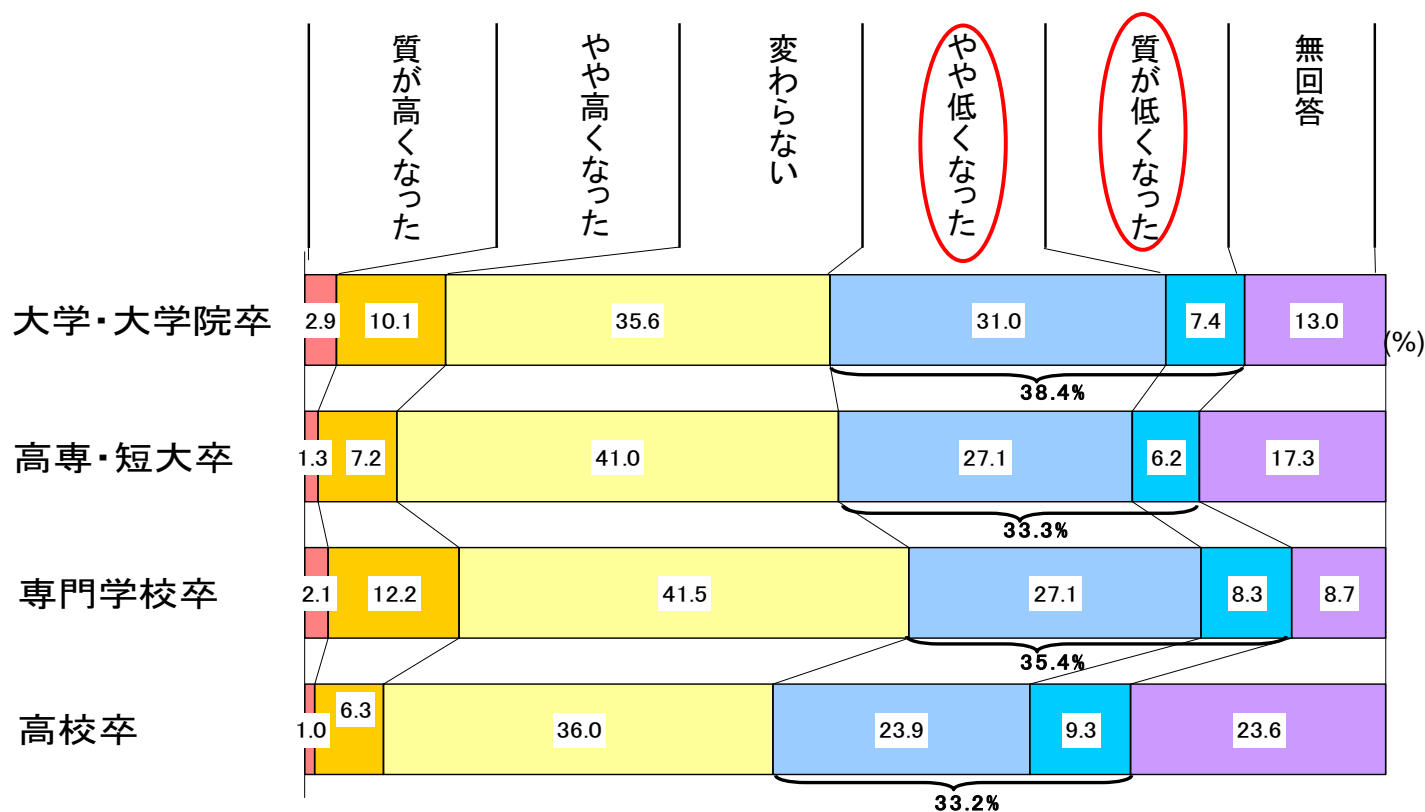 質が高くなった
やや高くなった
変わらない
やや低くなった
質が低くなった
無回答
大学・大学院卒
2.9
10.1
35.6
31.0
7.4
13.0
(%)
38.4%
高専・短大卒
1.3
7.2
41.0
27.1
6.2
17.3
33.3%
専門学校卒
2.1
12.2
41.5
27.1
8.3
8.7
35.4%
高校卒
1.0
6.3
36.0
23.9
9.3
23.6
33.2%